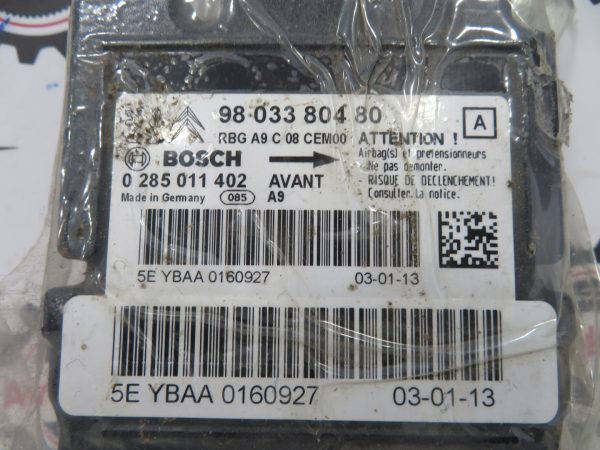 98 033 804 80
RBG A9 C 08 CEM00
ATTENTION !
A
BOSCH
Airbag(s) et pretensionneurs
Ne pas demonter.
0 285 011 402
AVANT
RISQUE DE DECLENCHEMENT!
Made in Germany
085
A9
Consulter la notice.
5E YBAA 0160927
03-01-13
5E YBAA 0160927
03-01-13